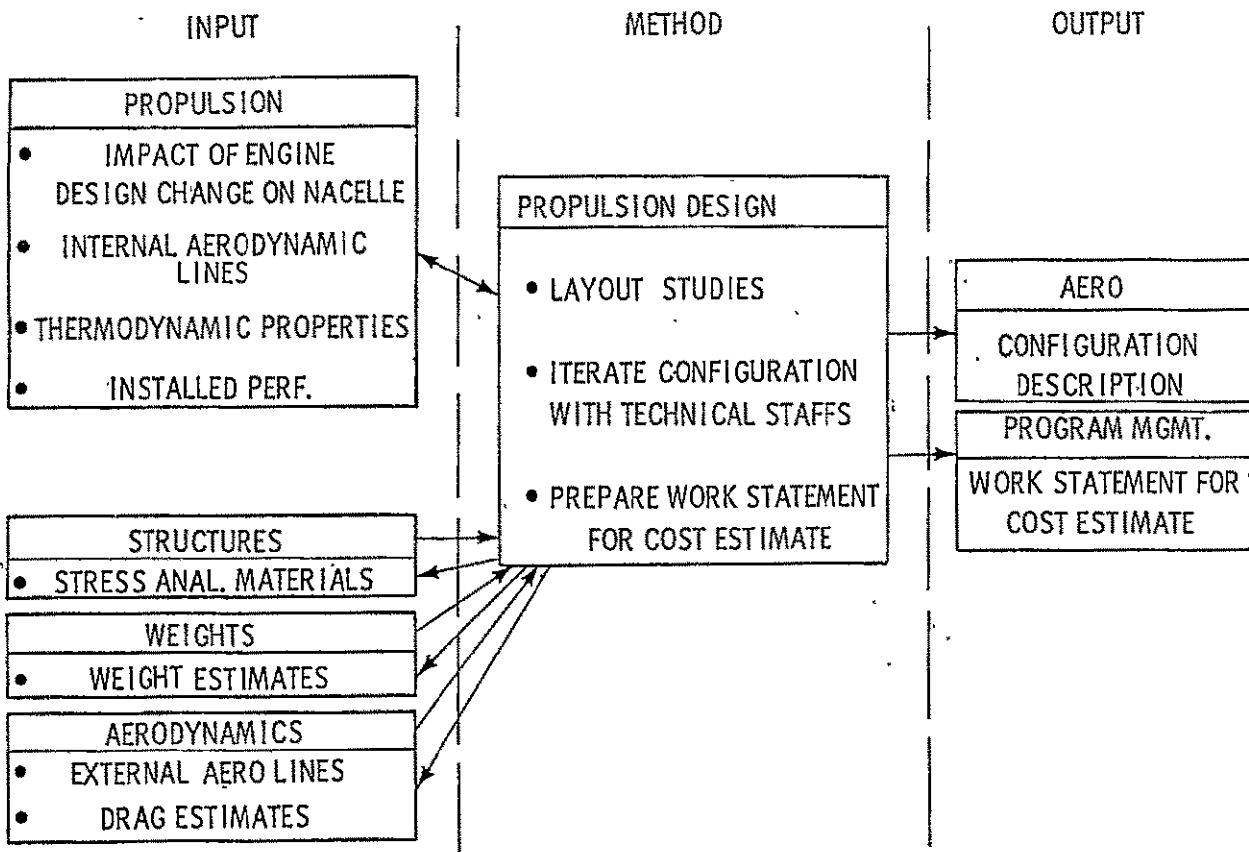 INPUT
METHOD
OUTPUT
PROPULSION
• IMPACT OF ENGINE
DESIGN CHANGE ON NACELLE
• INTERNAL AERODYNAMIC
LINES
• THERMODYNAMIC PROPERTIES
• INSTALLED PERF.
STRUCTURES
• STRESS ANAL. MATERIALS
WEIGHTS
• WEIGHT ESTIMATES
AERODYNAMICS
• EXTERNAL AERO LINES
• DRAG ESTIMATES
PROPULSION DESIGN
• LAYOUT STUDIES
• ITERATE CONFIGURATION
WITH TECHNICAL STAFFS
• PREPARE WORK STATEMENT
FOR COST ESTIMATE
AERO
CONFIGURATION
DESCRIPTION
PROGRAM MGMT.
WORK STATEMENT FOR
COST ESTIMATE